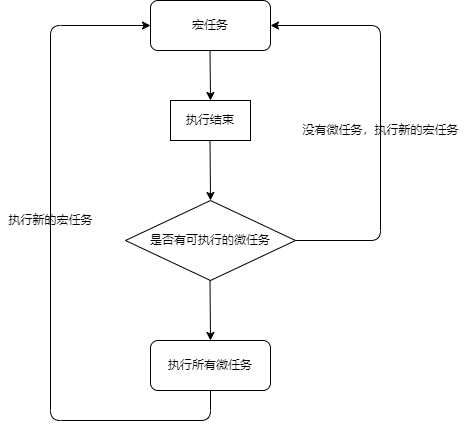 宏任务
执行结束
没有微任务，执行新的宏任务
执行新的宏任务
是否有可执行的微任务
执行所有微任务